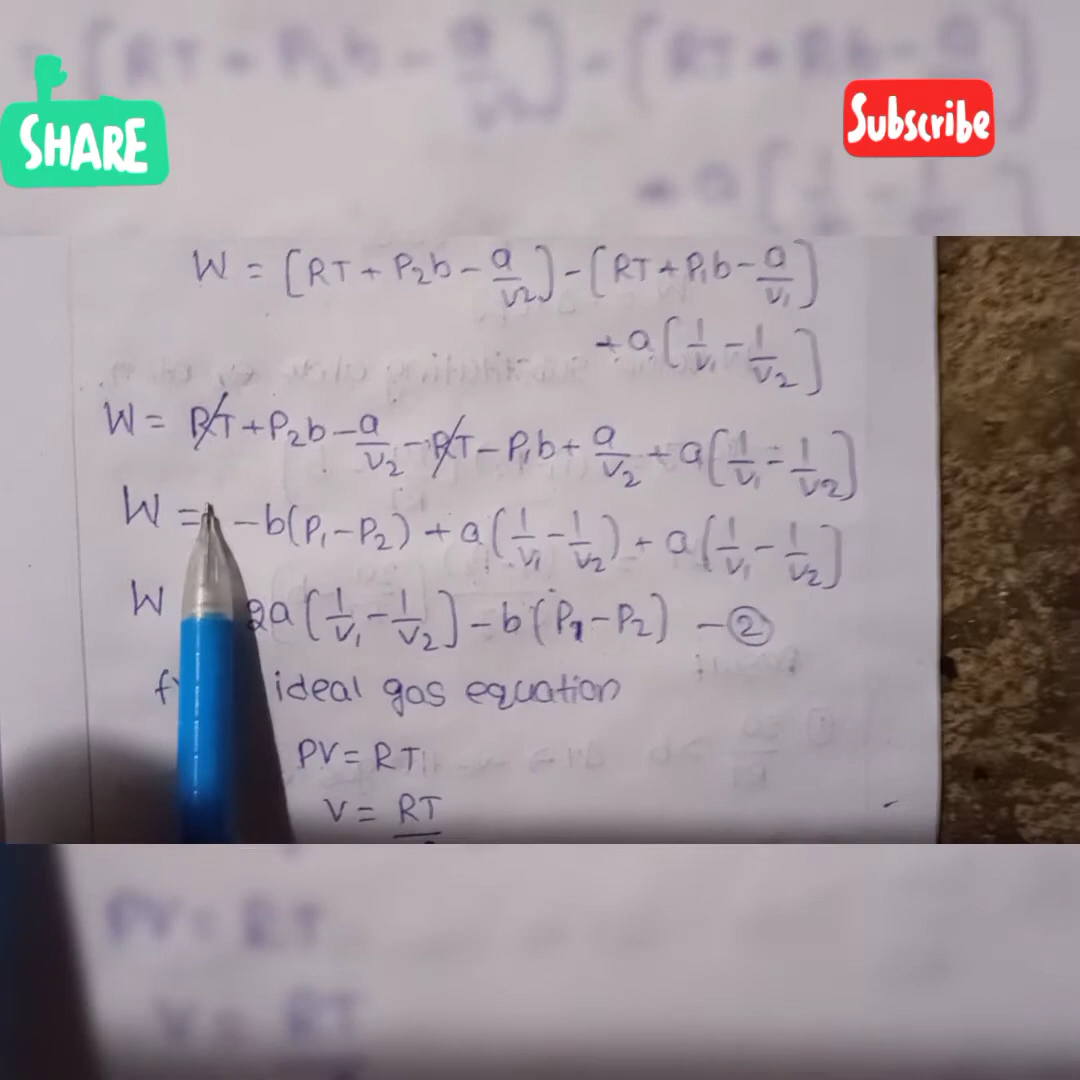 SHARE
Subscribe
W = [RT + P₂b - a/v₂] - [RT + P₁b - a/v₁]
+ a[1/v₁ - 1/v₂]
W = RT + P₂b - a/v₂ - RT - P₁b + a/v₂ + a[1/v₁ - 1/v₂]
W = - b(P₁ - P₂) + a(1/v₁ - 1/v₂) + a[1/v₁ - 1/v₂]
W 2a[1/v₁ - 1/v₂] - b[P₁ - P₂] - ②
ideal gas equation
PV = RT
V = RT